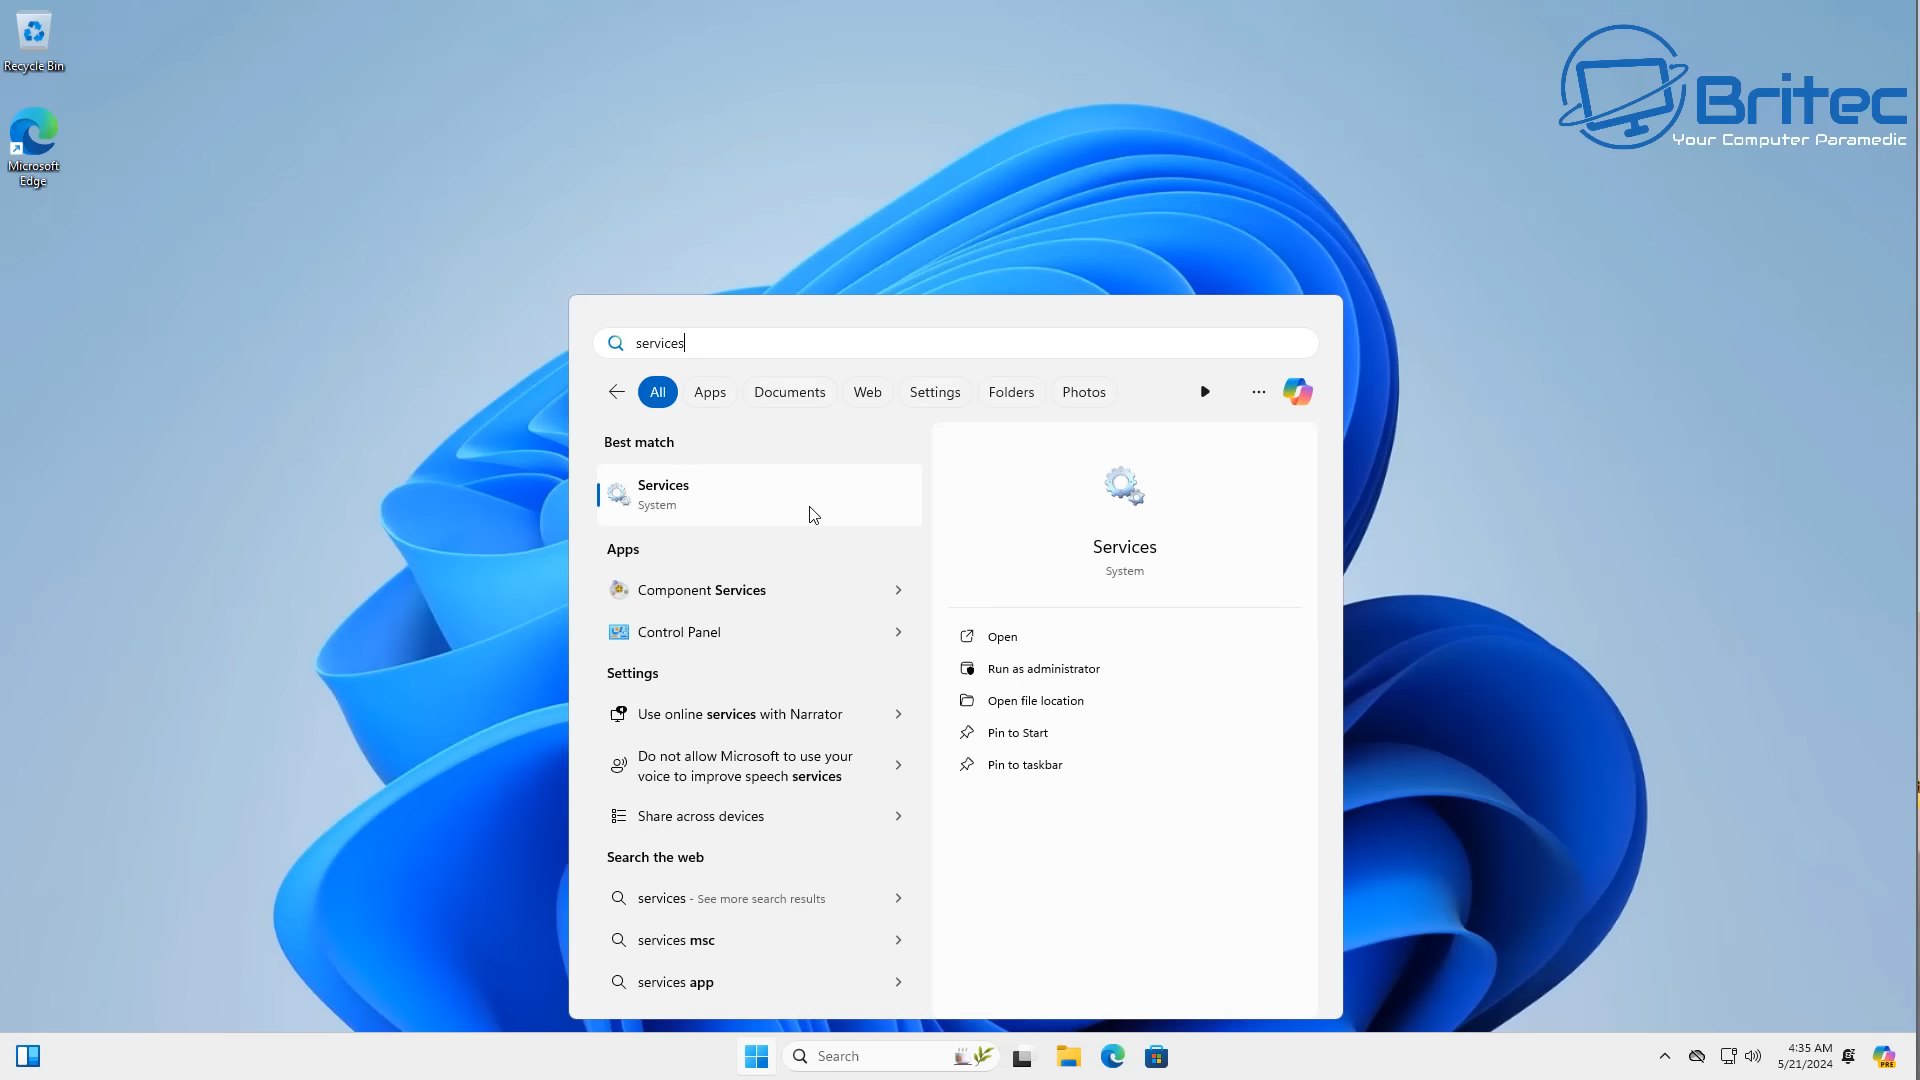 Recycle Bin
Microsoft
Edge
Britec
Your Computer Paramedic
services
All
Apps
Documents
Web
Settings
Folders
Photos
Best match
Services
System
Apps
Component Services
Control Panel
Settings
Use online services with Narrator
Do not allow Microsoft to use your
voice to improve speech services
Share across devices
Search the web
services - See more search results
services msc
services app
Services
System
Open
Run as administrator
Open file location
Pin to Start
Pin to taskbar
Search
4:35 AM
5/21/2024
PRE